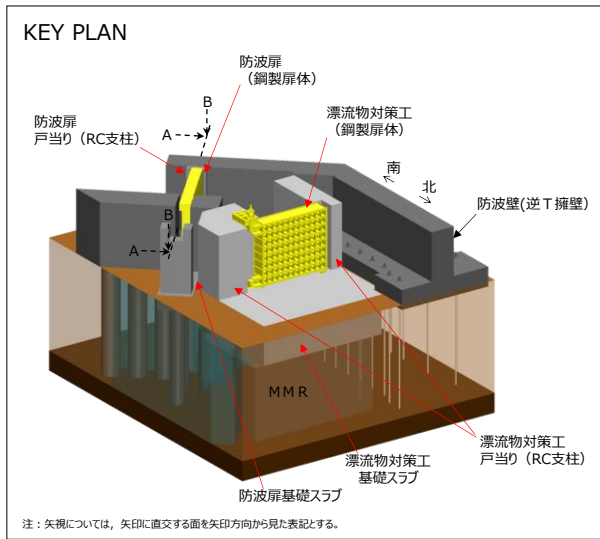 KEY PLAN
防波扉
（鋼製扉体）
B
漂流物対策工
（鋼製扉体）
防波扉
戸当り（RC支柱）
A
南
北
防波壁(逆Ｔ擁壁)
B
A
ＭＭＲ
漂流物対策工
戸当り（RC支柱）
漂流物対策工
基礎スラブ
防波扉基礎スラブ
注：矢視については，矢印に直交する面を矢印方向から見た表記とする。